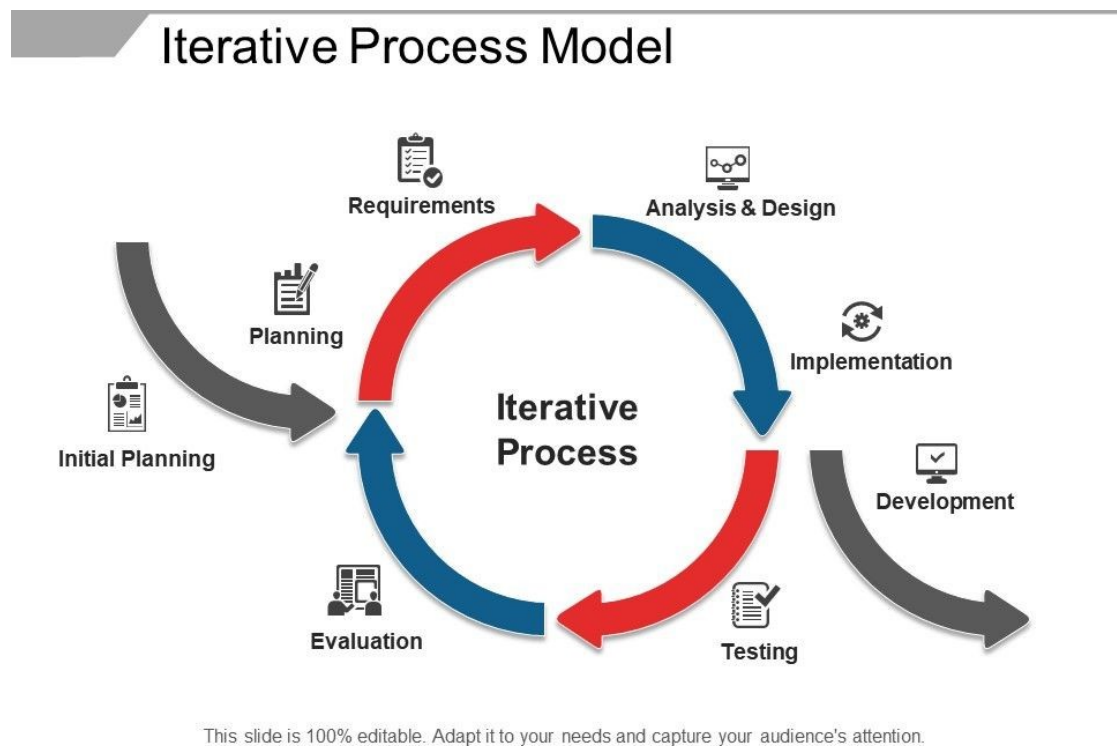 Iterative Process Model
Requirements
Analysis & Design
Planning
Implementation
Initial Planning
Iterative
Process
Development
Evaluation
Testing
This slide is 100% editable. Adapt it to your needs and capture your audience's attention.